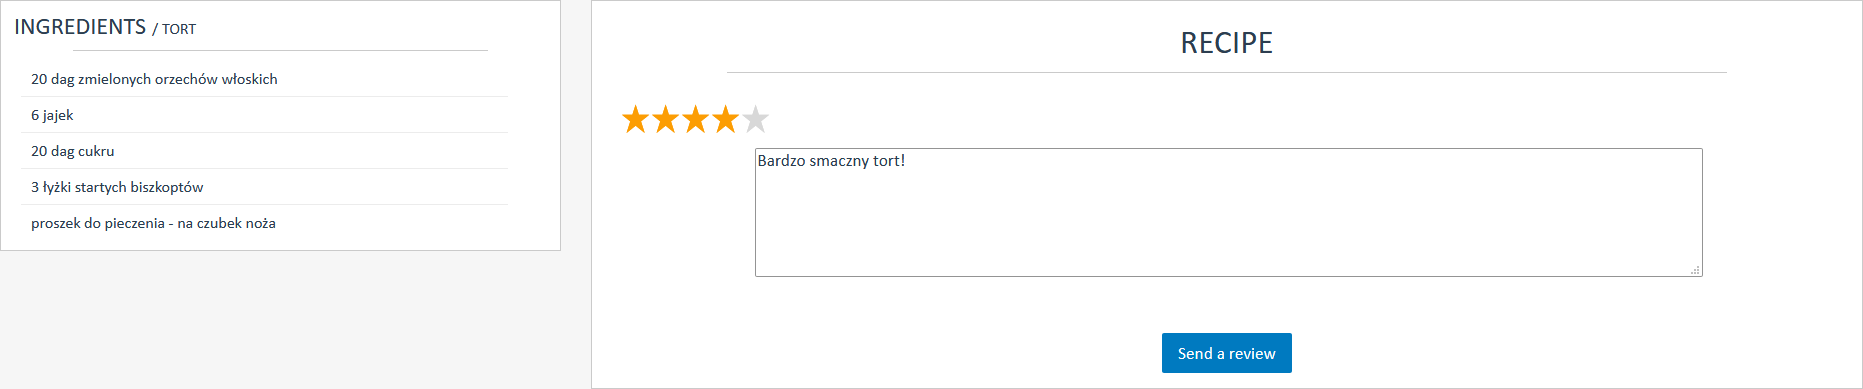 INGREDIENTS / TORT
20 dag zmielonych orzechów włoskich
6 jajek
20 dag cukru
3 łyżki startych biszkoptów
proszek do pieczenia - na czubek noża
RECIPE
Bardzo smaczny tort!
Send a review